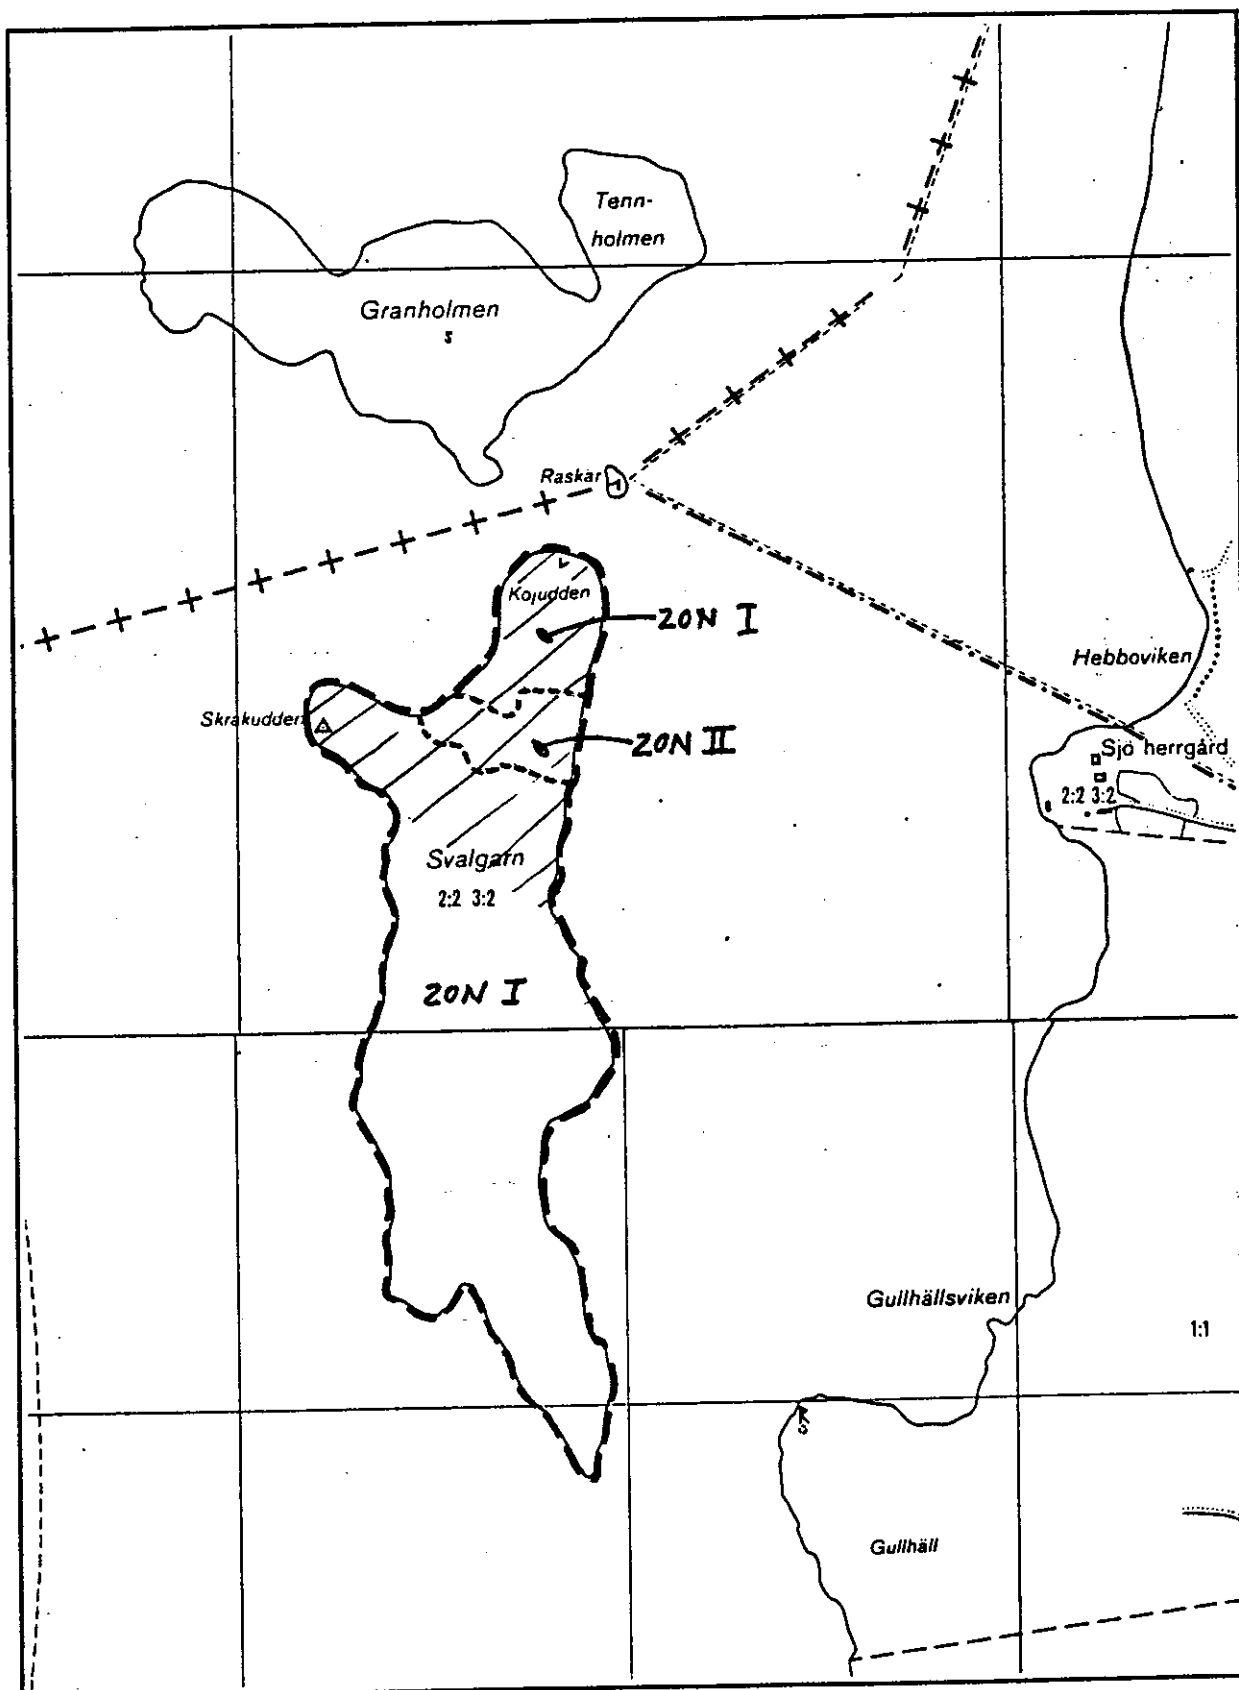 Tenn-
holmen
Granholmen
s
Raskär
Kojudden
ZON I
Hebboviken
Skrakudden
ZON II
Sjö herrgård
2:2 3:2
Svalgarn
2:2 3:2
ZON I
Gullhällsviken
1:1
Gullhäll